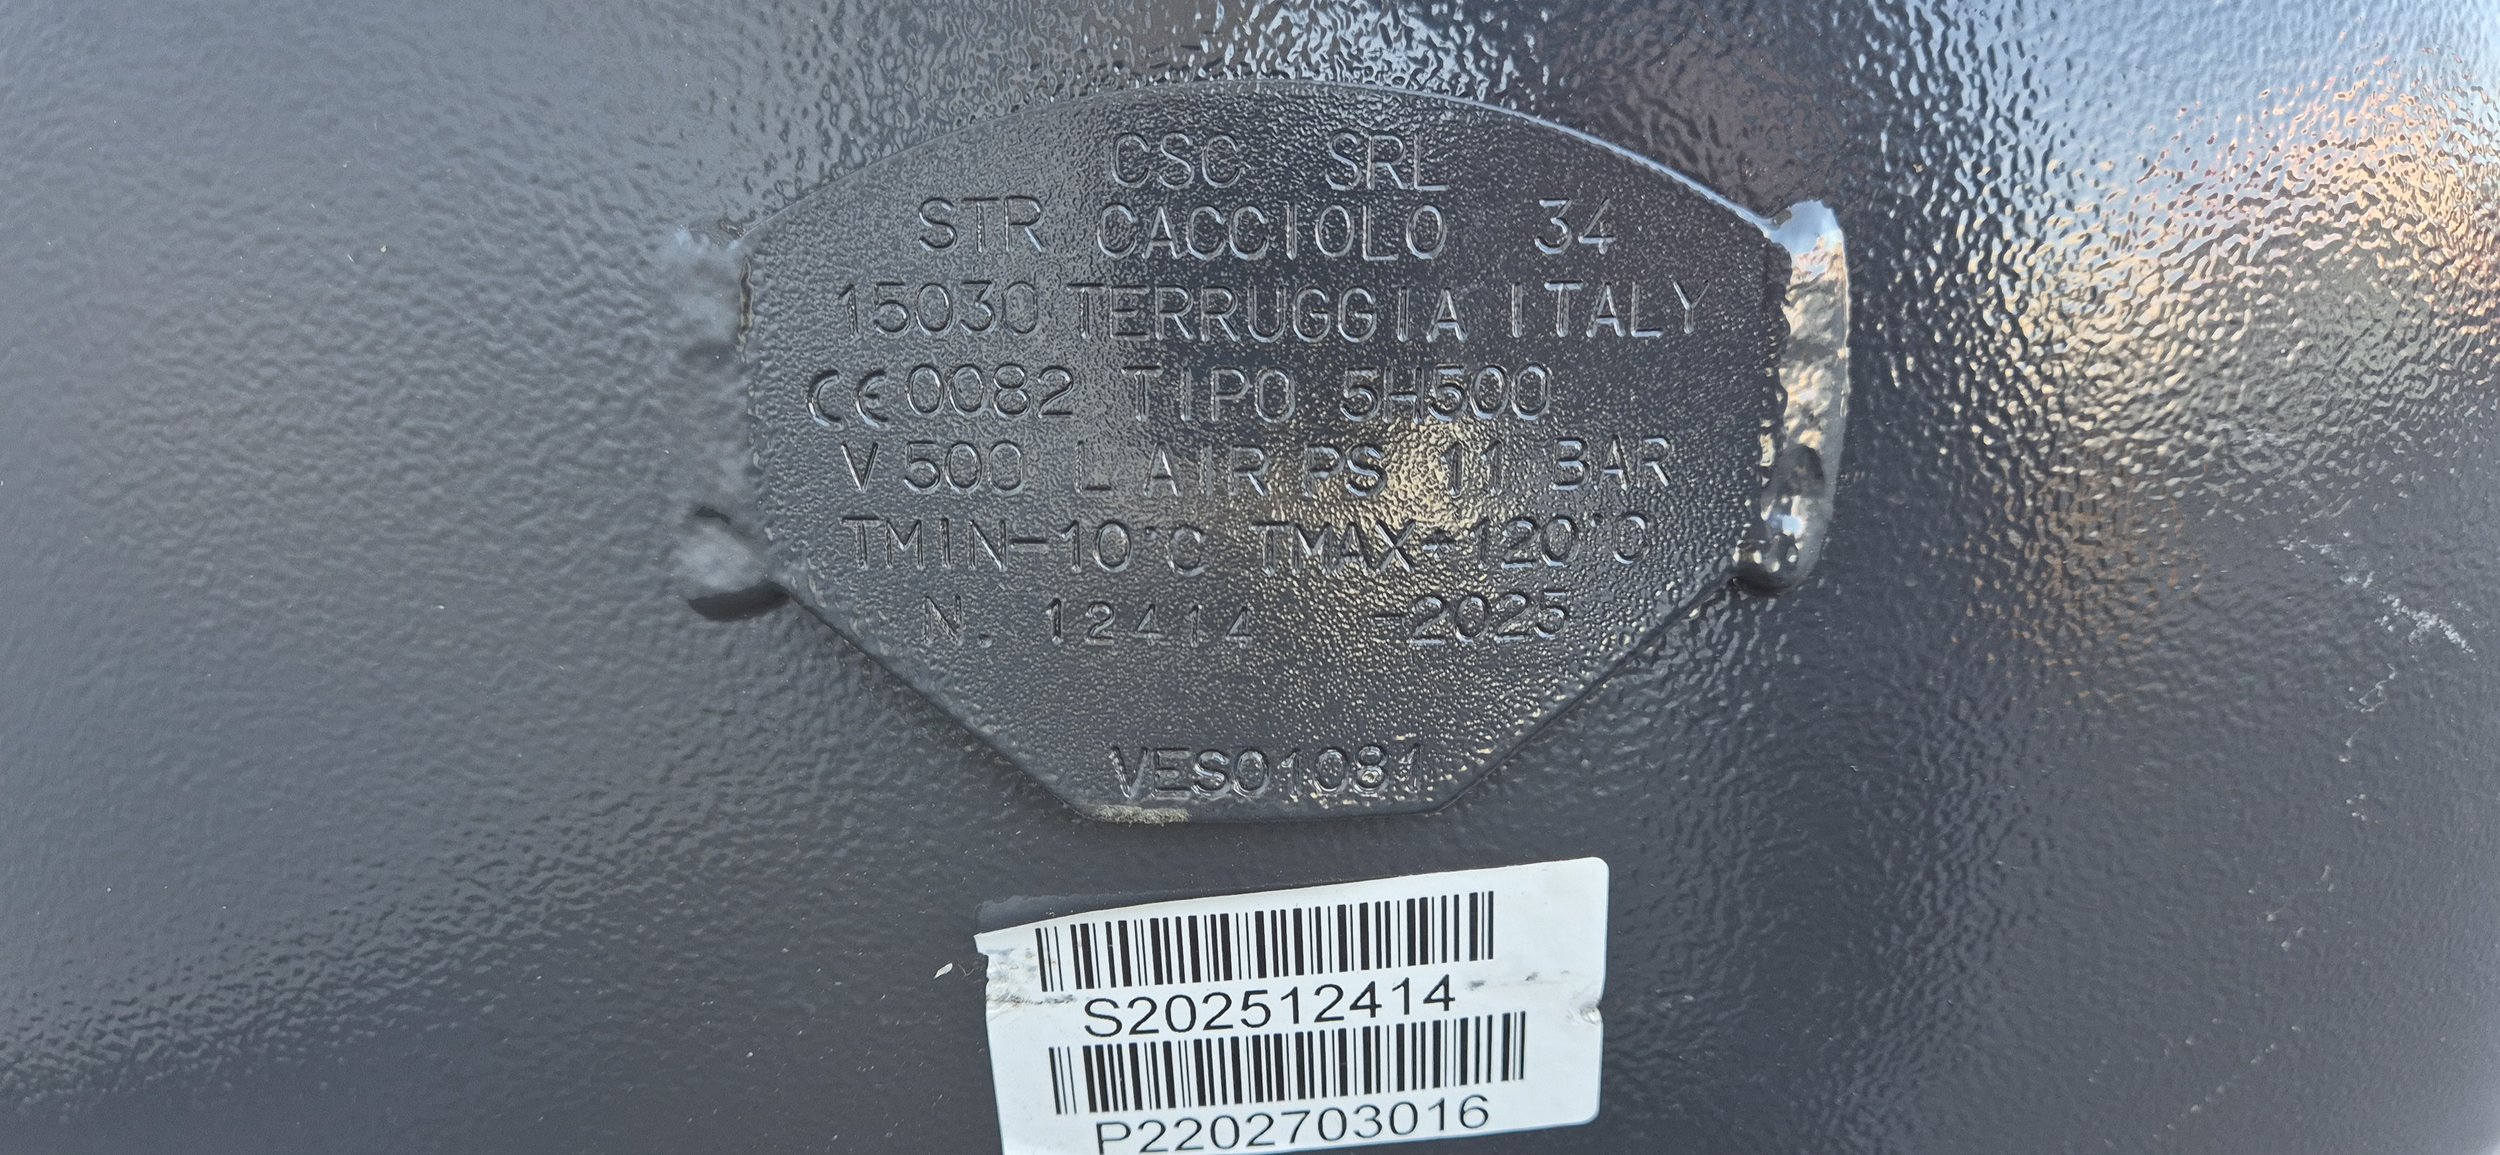 CSC SRL
STR CACCIOLO 34
15030 TERRUGGIA ITALY
CE 0082 TIPO 5H500
V 500 L AIR PS 11 BAR
TMIN-10°C TMAX+120°C
N. 12414 -2025
VES01081
S202512414
P2202703016